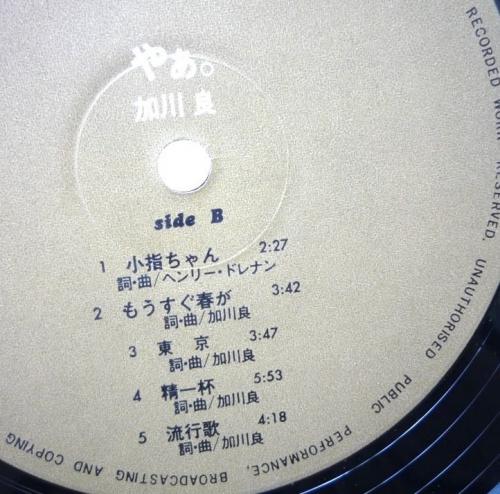 やあ。
加川 良
side B
1 小指ちゃん 2:27
詞・曲/ヘンリー・ドレナン
2 もうすぐ春が 3:42
詞・曲/加川良
3 東 京 3:47
詞・曲/加川良
4 精一杯 5:53
詞・曲/加川良
5 流行歌 4:18
詞・曲/加川良
RECORDED WORK RESERVED. UNAUTHORISED PUBLIC PERFORMANCE, BROADCASTING AND COPYING